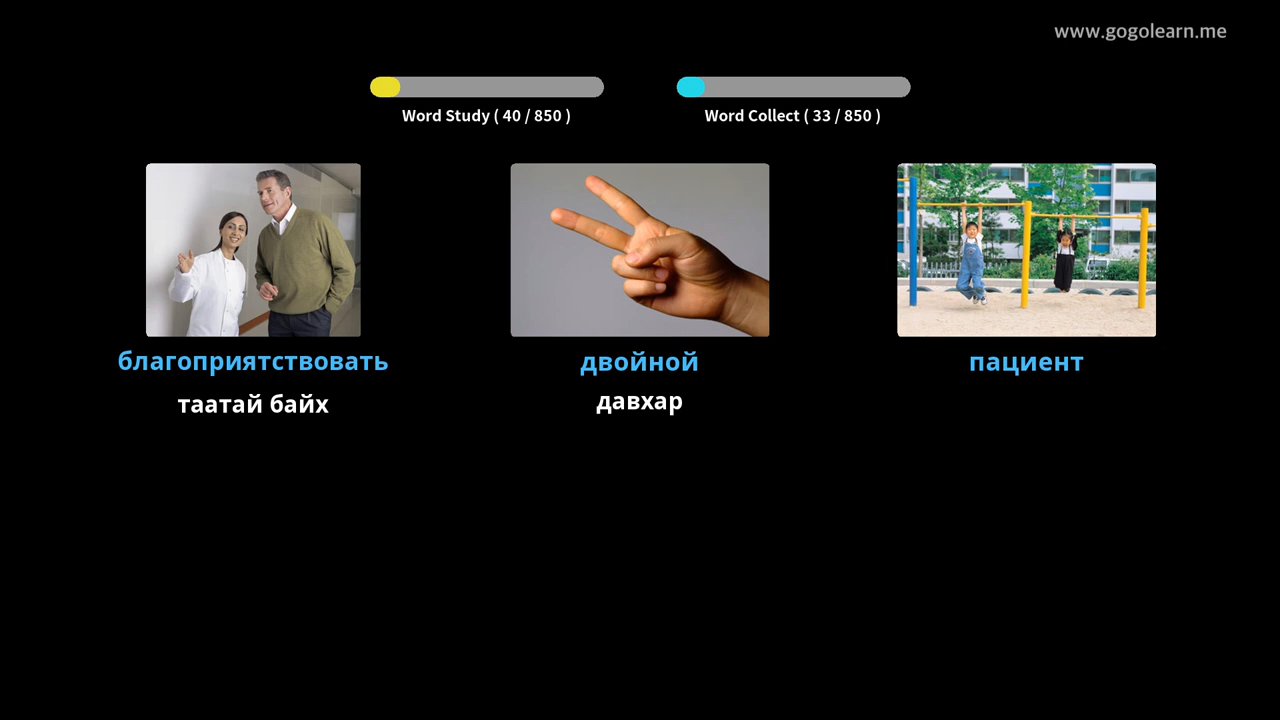 www.gogolearn.me
Word Study ( 40 / 850 )
Word Collect ( 33 / 850 )
благоприятствовать
таатай байх
двойной
давхар
пациент